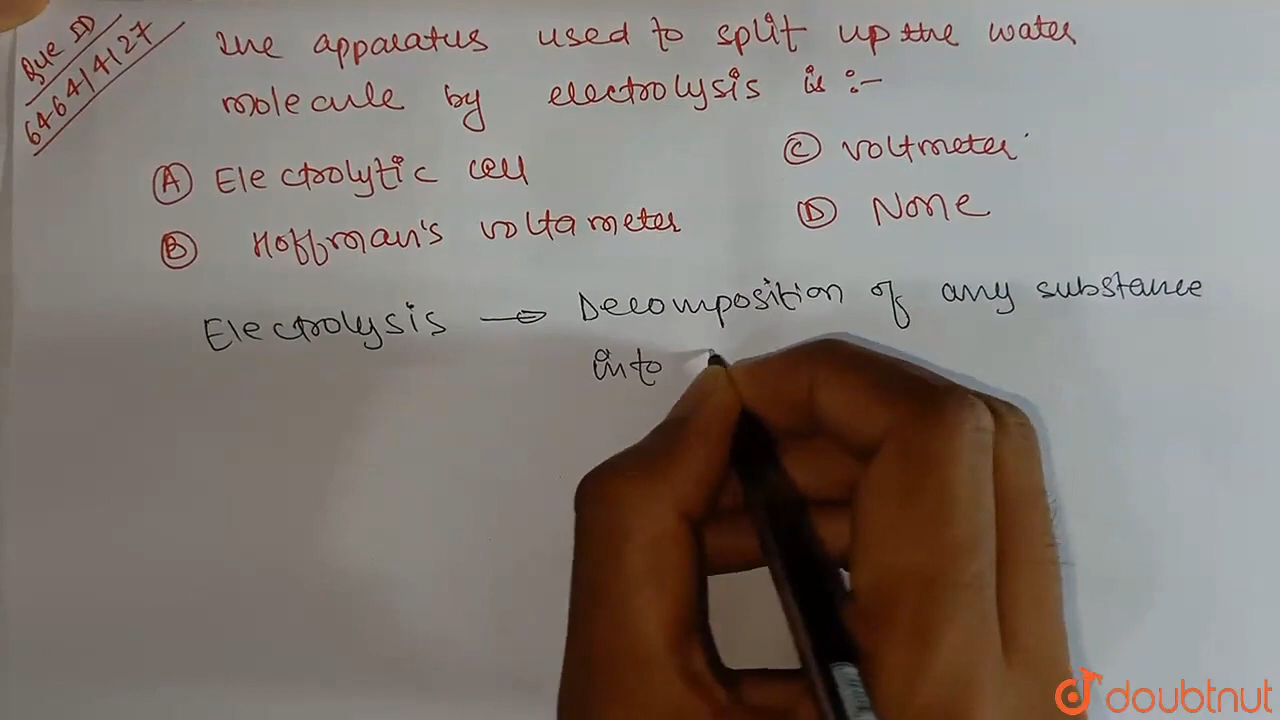 Que ID
646414127
The apparatus used to split up the water
molecule by electrolysis is :-
(A) Electrolytic cell
(C) voltmeter
(B) Hoffman's voltameter
(D) None
Electrolysis → Decomposition of any substance
into
doubtnut